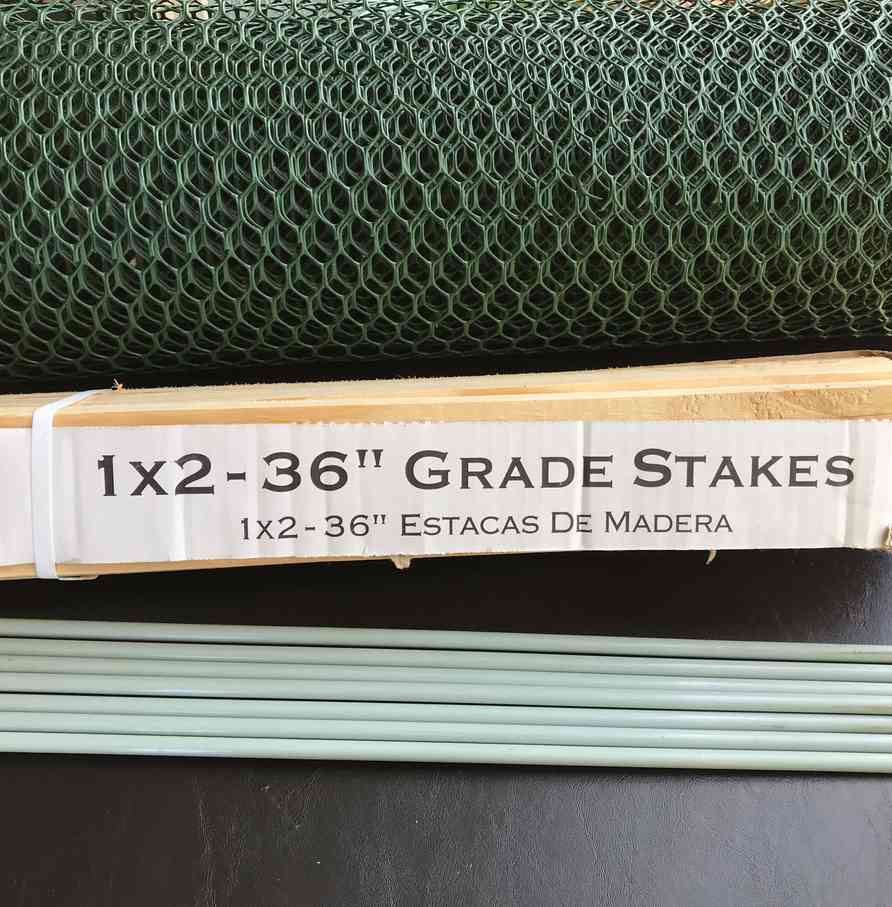 1x2-36" Grade Stakes
1x2-36" Estacas De Madera